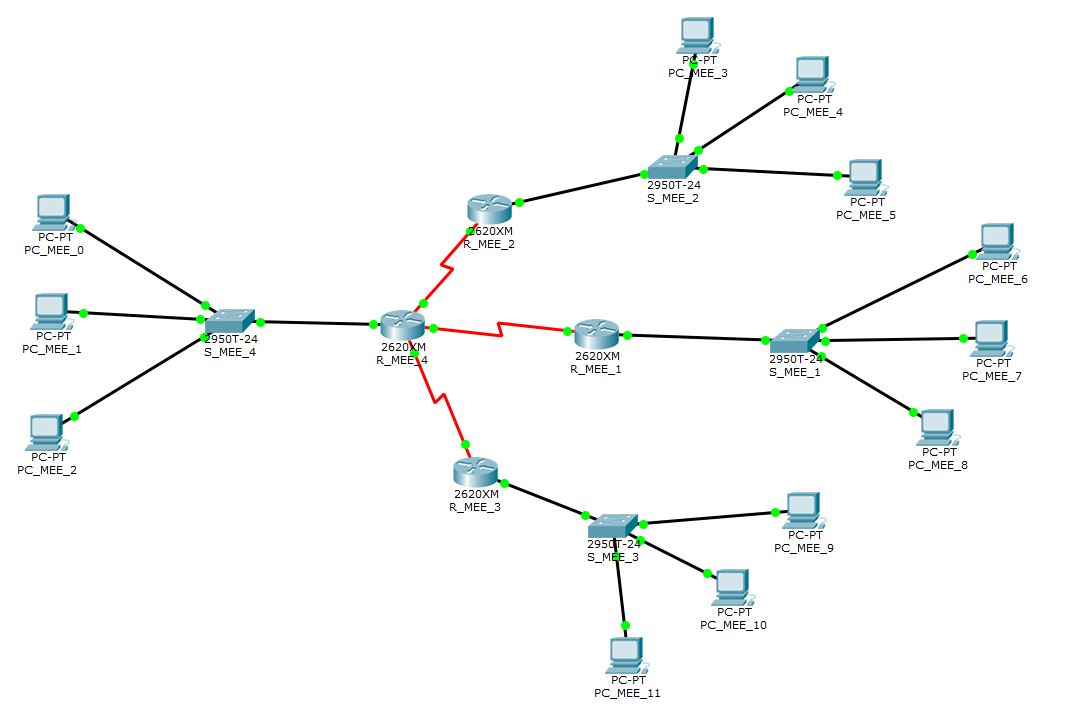 PC-PT
PC_MEE_3
PC-PT
PC_MEE_4
2950T-24
S_MEE_2
PC-PT
PC_MEE_5
2620XM
R_MEE_2
PC-PT
PC_MEE_0
PC-PT
PC_MEE_6
PC-PT
PC_MEE_1
2950T-24
S_MEE_4
2620XM
R_MEE_4
2620XM
R_MEE_1
2950T-24
S_MEE_1
PC-PT
PC_MEE_7
PC-PT
PC_MEE_2
PC-PT
PC_MEE_8
2620XM
R_MEE_3
2950T-24
S_MEE_3
PC-PT
PC_MEE_9
PC-PT
PC_MEE_10
PC-PT
PC_MEE_11